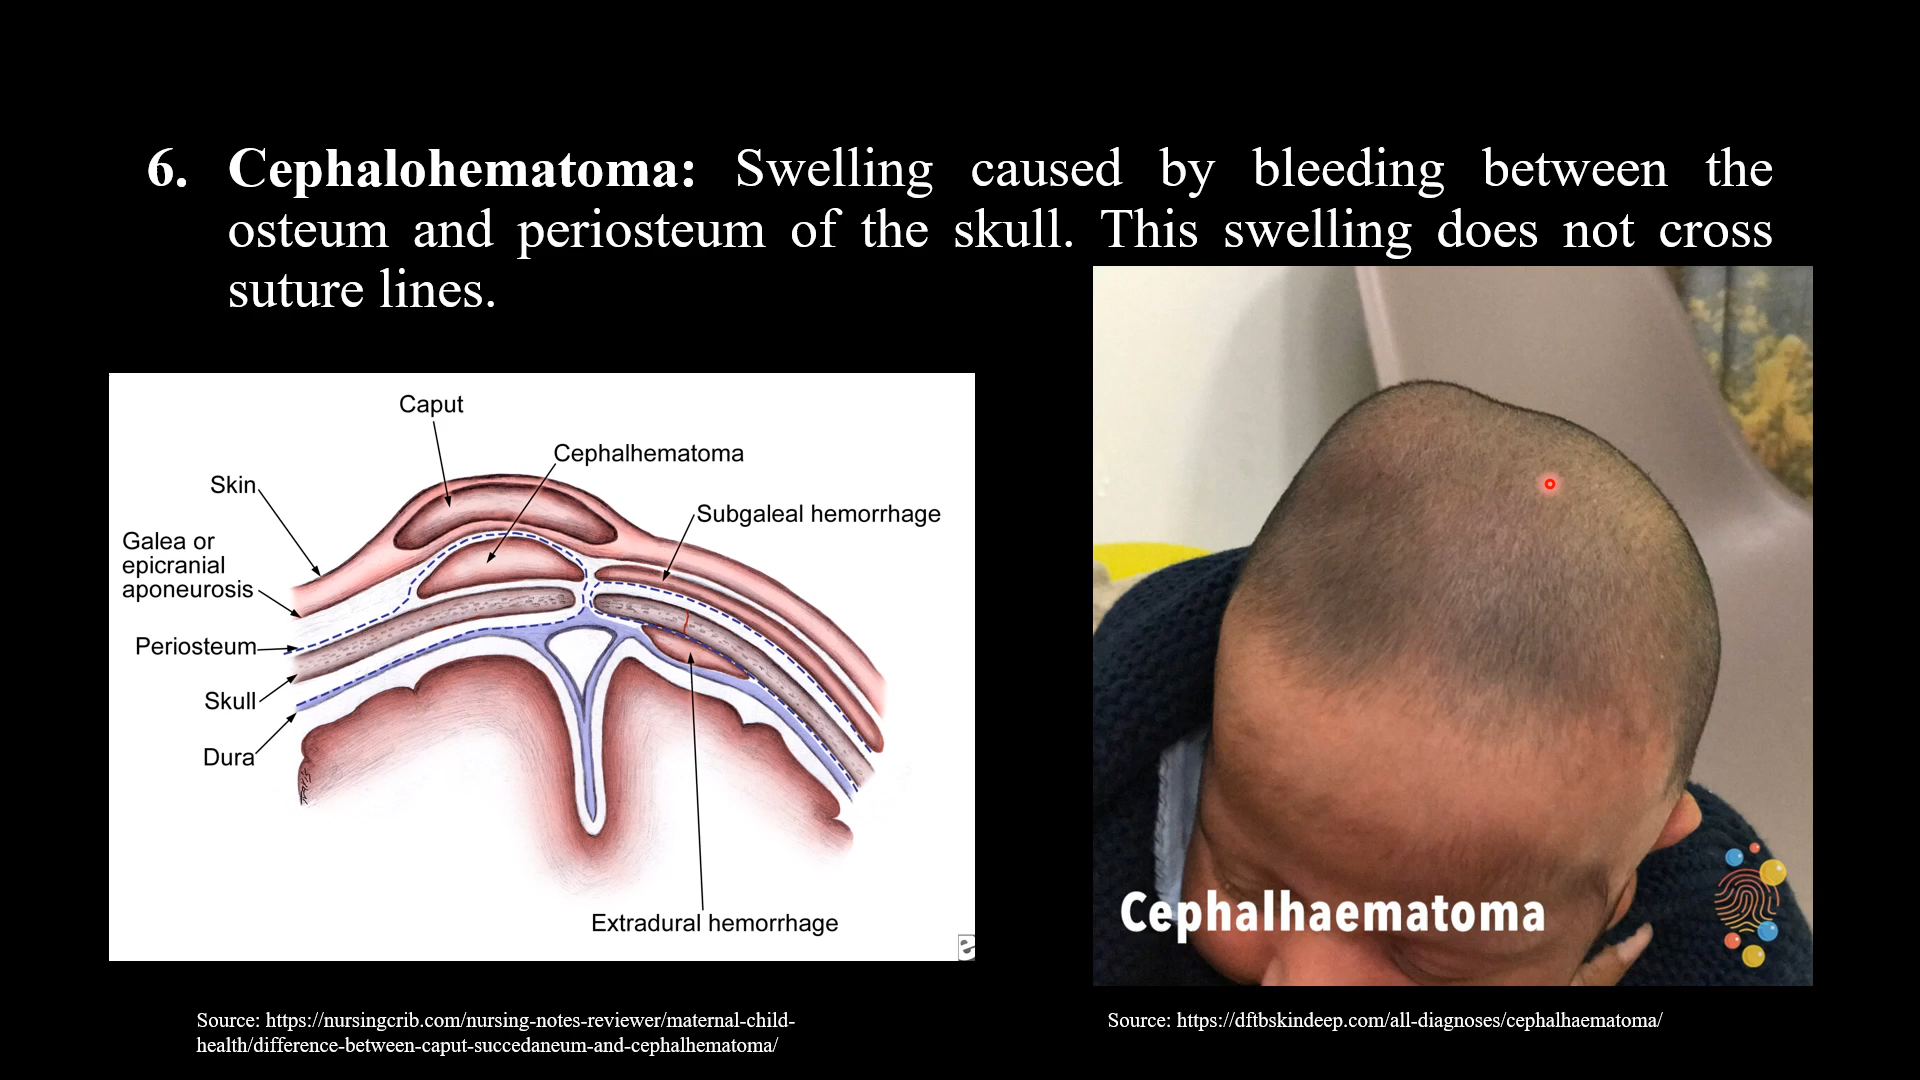 6. Cephalohematoma: Swelling caused by bleeding between the
osteum and periosteum of the skull. This swelling does not cross
suture lines.
Caput
Cephalhematoma
Skin
Subgaleal hemorrhage
Galea or
epicranial
aponeurosis
Periosteum
Skull
Dura
Extradural hemorrhage
Cephalhaematoma
Source: https://nursingcrib.com/nursing-notes-reviewer/maternal-child-
health/difference-between-caput-succedaneum-and-cephalhematoma/
Source: https://dftbskindeep.com/all-diagnoses/cephalhaematoma/